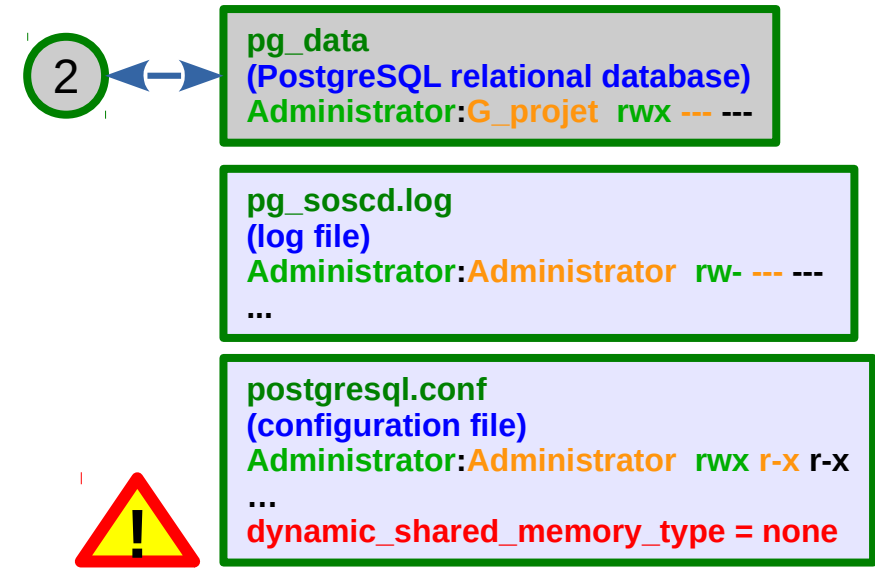 2
pg_data
(PostgreSQL relational database)
Administrator:G_projet rwx --- ---
pg_soscd.log
(log file)
Administrator:Administrator rw- --- ---
...
postgresql.conf
(configuration file)
Administrator:Administrator rwx r-x r-x
...
dynamic_shared_memory_type = none
!